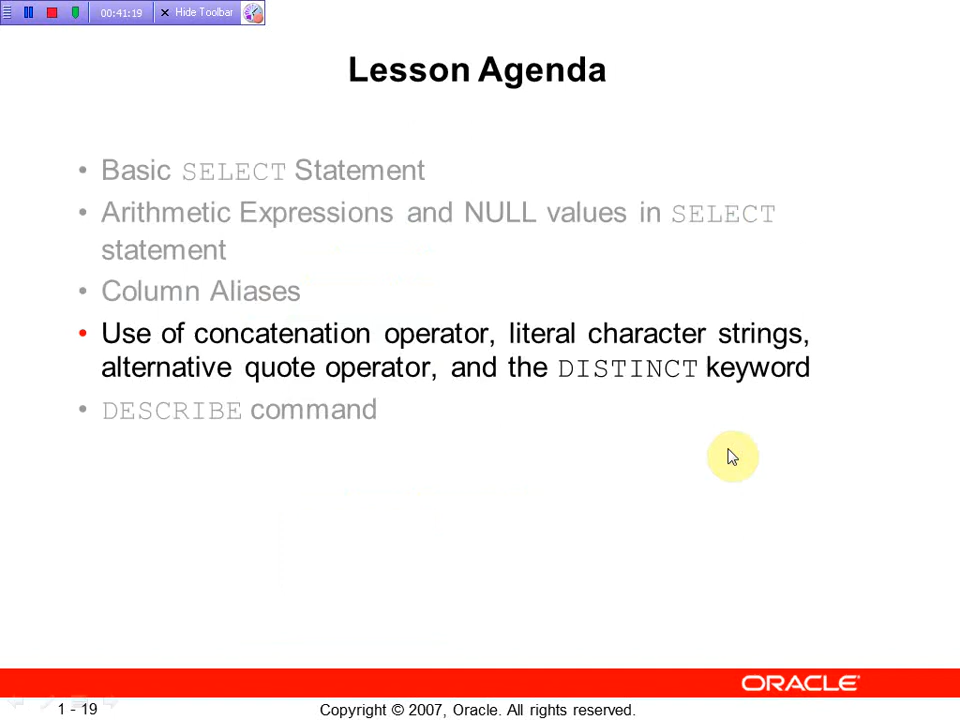 00:41:19 × Hide Toolbar
Lesson Agenda
• Basic SELECT Statement
• Arithmetic Expressions and NULL values in SELECT
statement
• Column Aliases
• Use of concatenation operator, literal character strings,
alternative quote operator, and the DISTINCT keyword
• DESCRIBE command
ORACLE
1 - 19
Copyright © 2007, Oracle. All rights reserved.